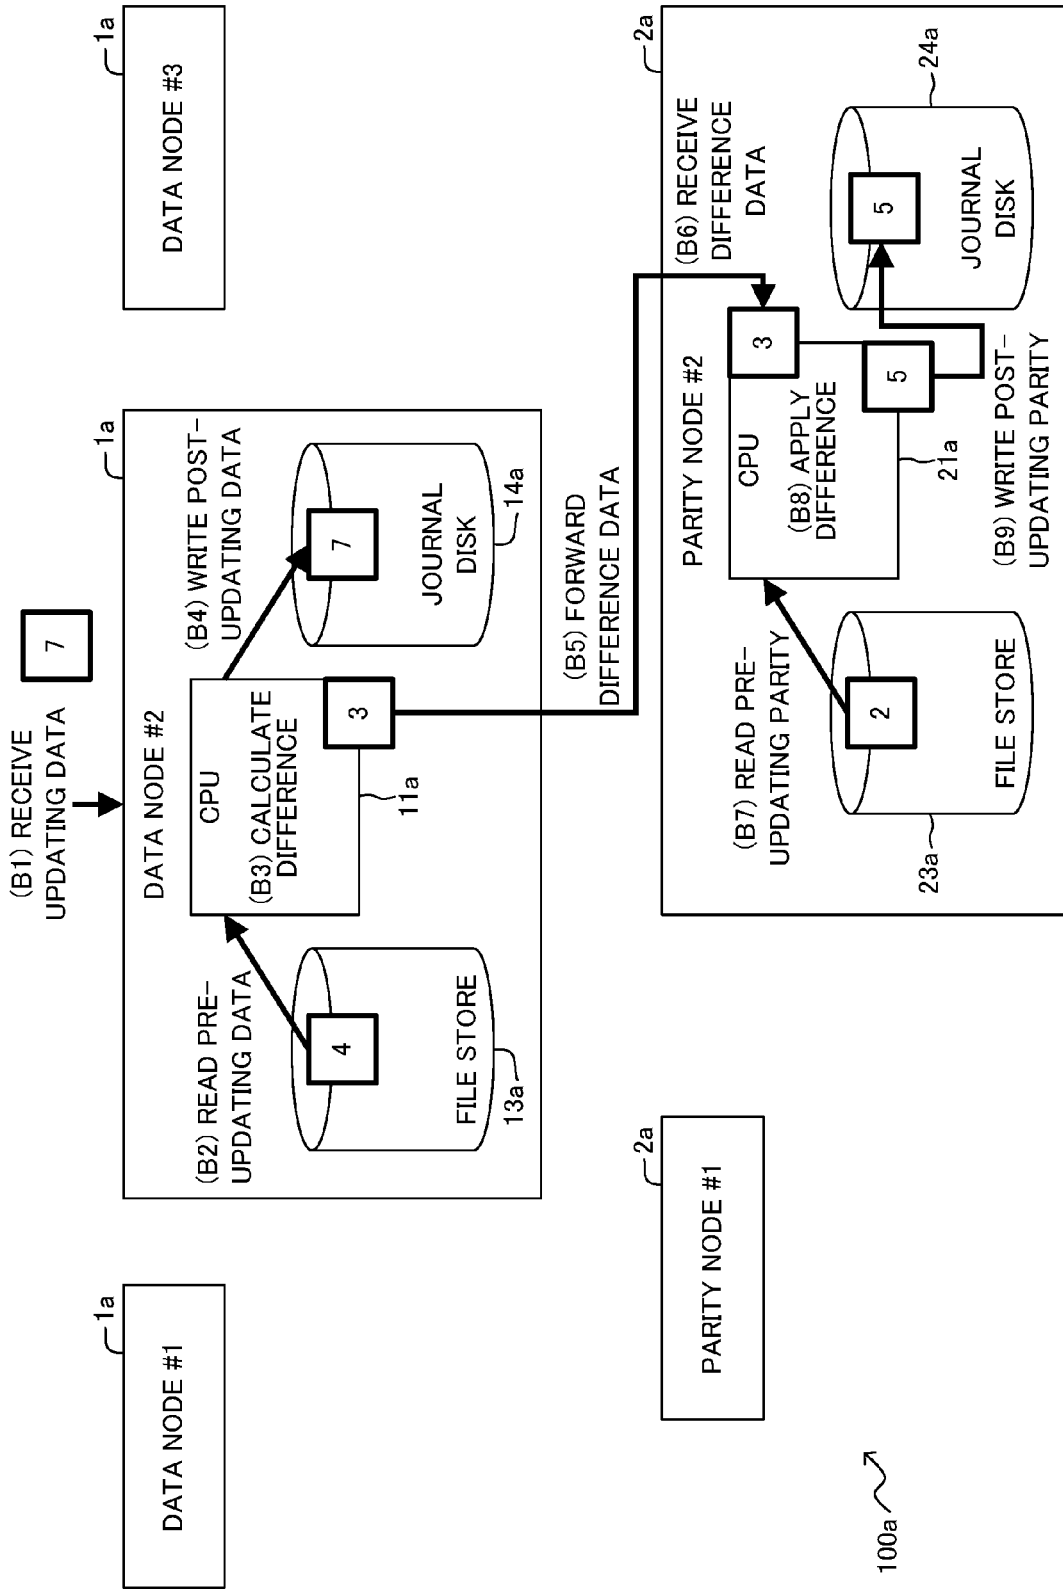 (B1) RECEIVE
UPDATING DATA
7
1a
DATA NODE #1
1a
DATA NODE #2
(B2) READ PRE-
UPDATING DATA
4
FILE STORE
13a
CPU
(B3) CALCULATE
DIFFERENCE
3
11a
(B4) WRITE POST-
UPDATING DATA
7
JOURNAL
DISK
14a
1a
DATA NODE #3
(B5) FORWARD
DIFFERENCE DATA
2a
PARITY NODE #1
2a
PARITY NODE #2
(B6) RECEIVE
DIFFERENCE
DATA
(B7) READ PRE-
UPDATING PARITY
2
FILE STORE
23a
CPU
3
(B8) APPLY
DIFFERENCE
5
21a
(B9) WRITE POST-
UPDATING PARITY
5
JOURNAL
DISK
24a
100a